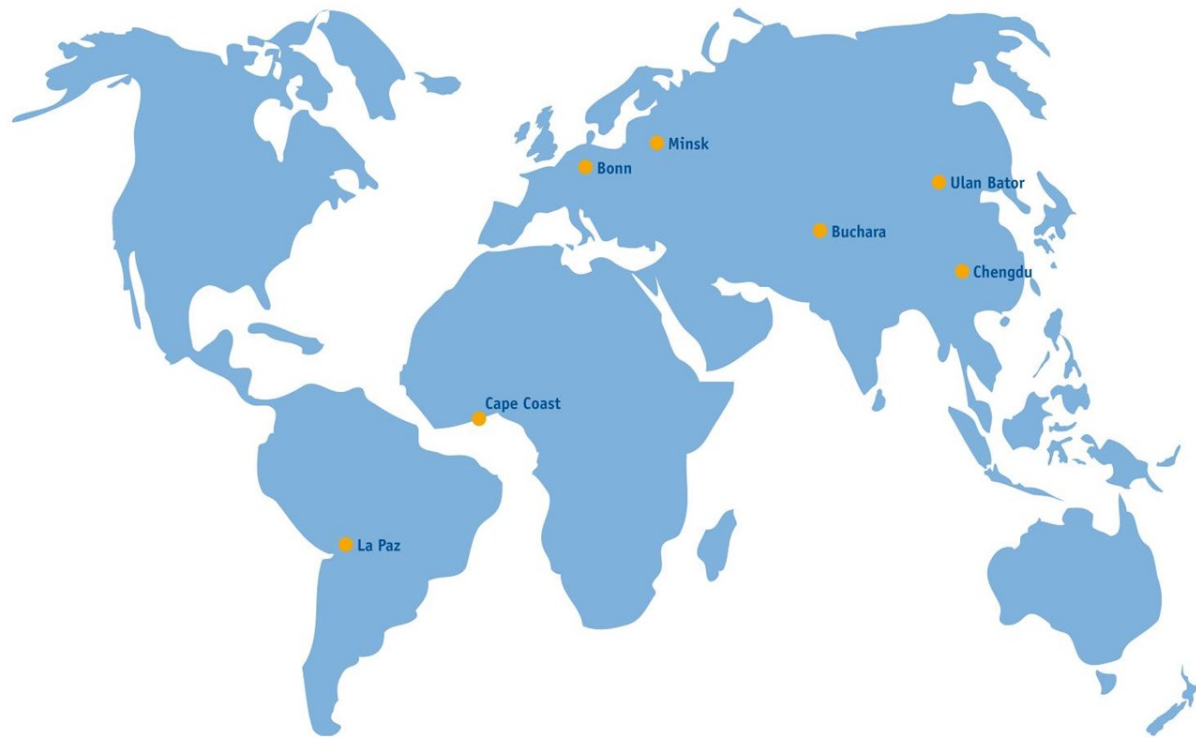 Minsk
Bonn
Ulan Bator
Buchara
Chengdu
Cape Coast
La Paz